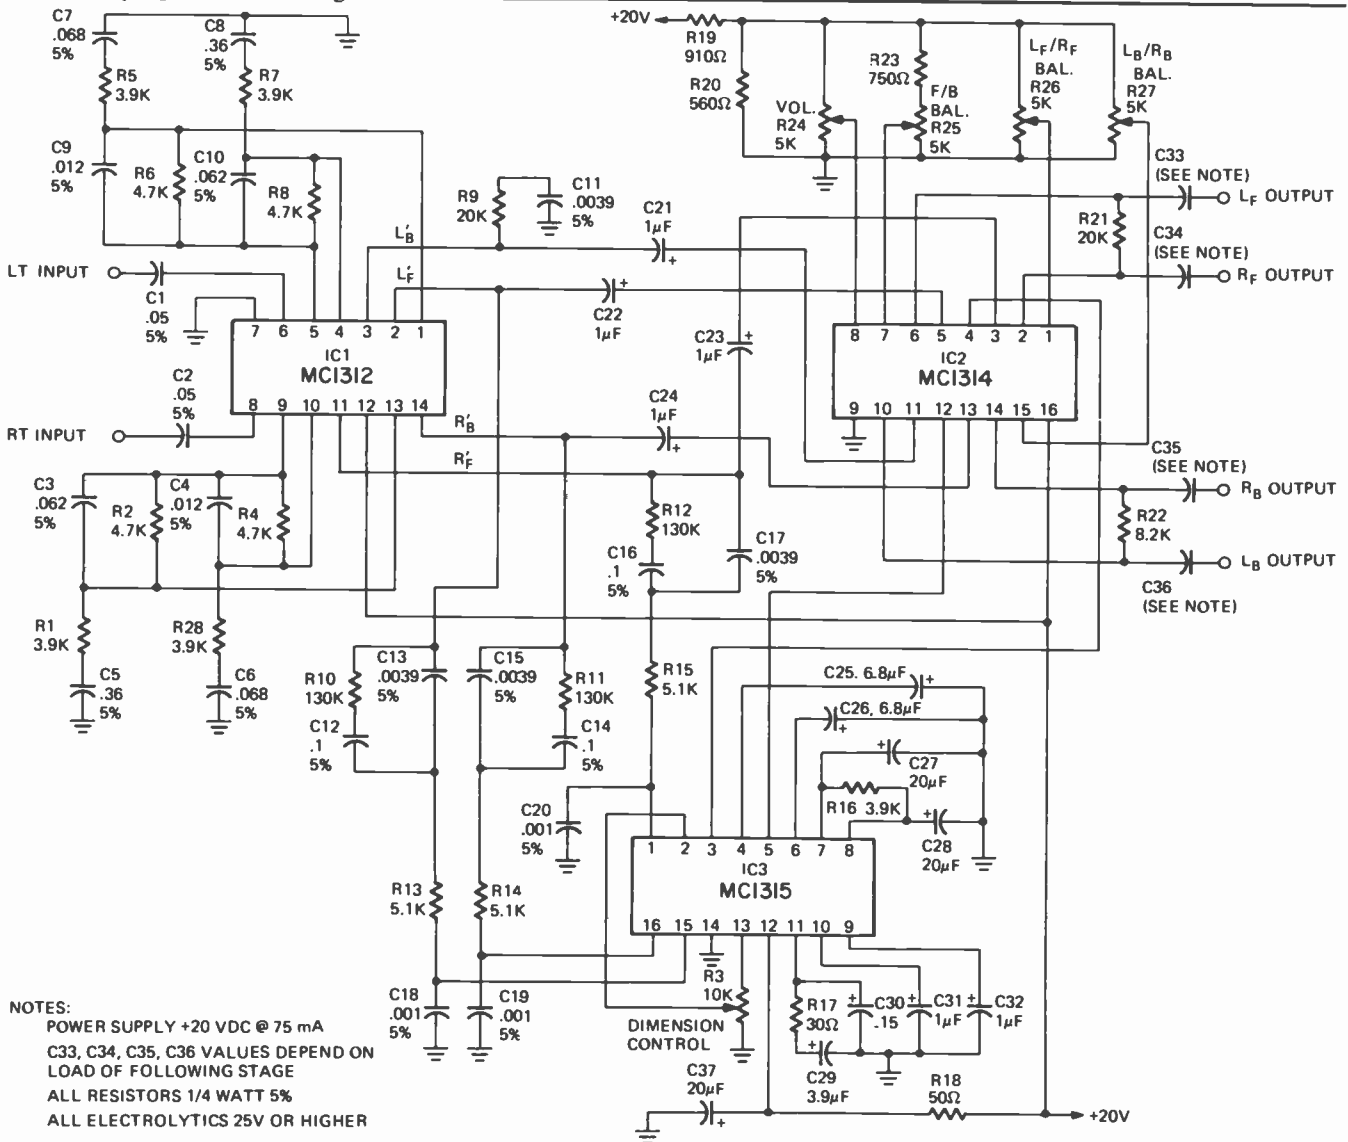 C7
.068
5%
C8
.36
5%
R5
3.9K
R7
3.9K
C9
.012
5%
R6
4.7K
C10
.062
5%
R8
4.7K
LT INPUT
C1
.05
5%
C2
.05
5%
RT INPUT
7 6 5 4 3 2 1
IC1
MC1312
8 9 10 11 12 13 14
L'B
L'F
R'B
R'F
R9
20K
C11
.0039
5%
C21
1µF
+
C22
1µF
+
C23
1µF
+
C24
1µF
+
+20V
R19
910Ω
R20
560Ω
VOL.
R24
5K
R23
750Ω
F/B
BAL.
R25
5K
LF/RF
BAL.
R26
5K
LB/RB
BAL.
R27
5K
C33
(SEE NOTE)
LF OUTPUT
R21
20K
C34
(SEE NOTE)
RF OUTPUT
8 7 6 5 4 3 2 1
IC2
MC1314
9 10 11 12 13 14 15 16
C35
(SEE NOTE)
RB OUTPUT
R22
8.2K
LB OUTPUT
C36
(SEE NOTE)
C3
.062
5%
R2
4.7K
C4
.012
5%
R4
4.7K
R1
3.9K
R28
3.9K
C5
.36
5%
C6
.068
5%
R12
130K
C16
.1
5%
C17
.0039
5%
R10
130K
C13
.0039
5%
C15
.0039
5%
R11
130K
C12
.1
5%
C14
.1
5%
R15
5.1K
C25. 6.8µF
+
C26, 6.8µF
+
+
C27
20µF
R16 3.9K
+
C28
20µF
C20
.001
5%
1 2 3 4 5 6 7 8
IC3
MC1315
16 15 14 13 12 11 10 9
R13
5.1K
R14
5.1K
C18
.001
5%
C19
.001
5%
R3
10K
DIMENSION
CONTROL
R17
30Ω
+
C30
.15
+
C31
1µF
+
C32
1µF
+
C29
3.9µF
C37
20µF
+
R18
50Ω
+20V
NOTES:
POWER SUPPLY +20 VDC @ 75 mA
C33, C34, C35, C36 VALUES DEPEND ON
LOAD OF FOLLOWING STAGE
ALL RESISTORS 1/4 WATT 5%
ALL ELECTROLYTICS 25V OR HIGHER